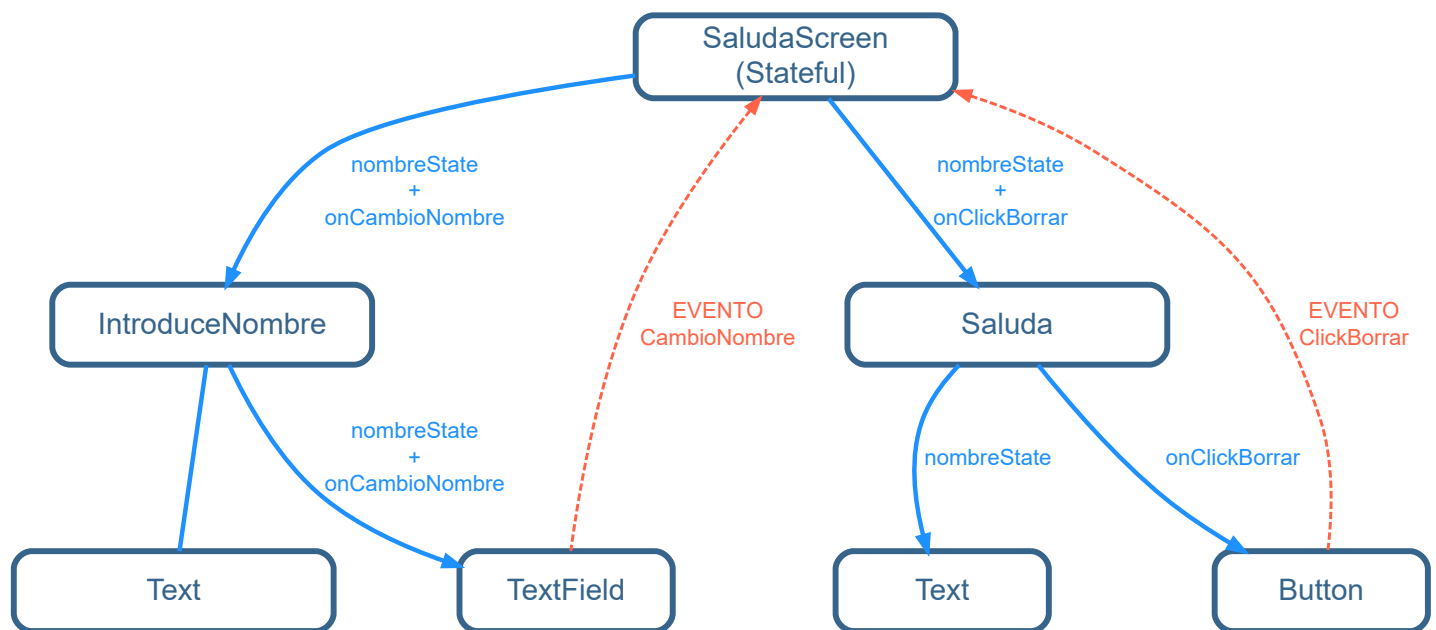 SaludaScreen
(Stateful)
nombreState
+
onCambioNombre
nombreState
+
onClickBorrar
IntroduceNombre
EVENTO
CambioNombre
Saluda
EVENTO
ClickBorrar
nombreState
+
onCambioNombre
nombreState
onClickBorrar
Text
TextField
Text
Button